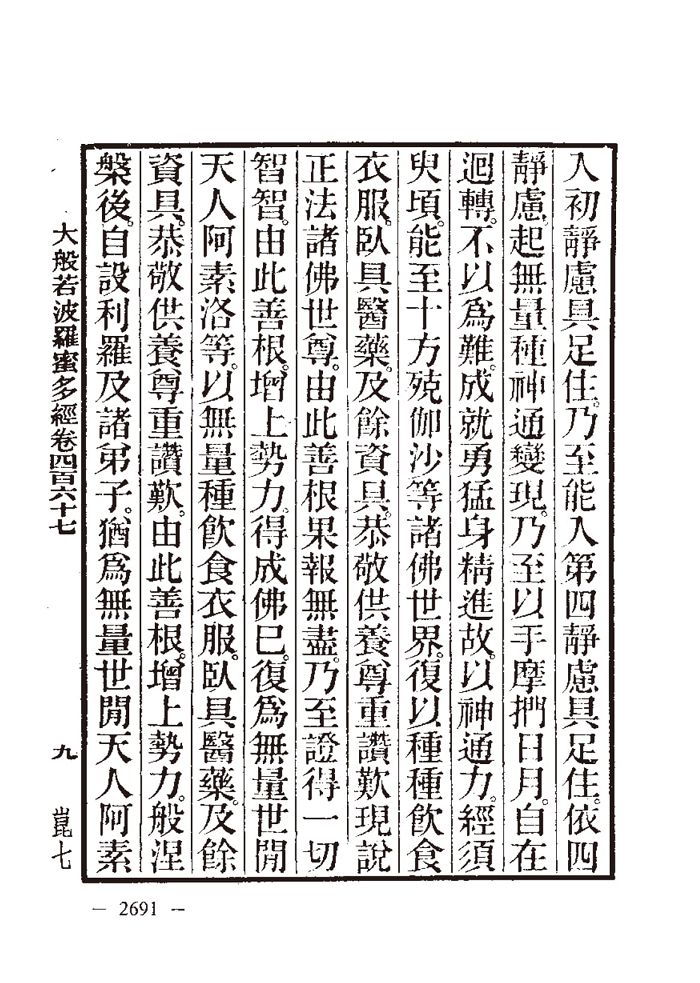 入初靜慮具足住。乃至能入第四靜慮具足住。依四
靜慮。起無量種神通變現。乃至以手摩捫日月。自在
迴轉。不以爲難。成就勇猛身精進故。以神通力。經須
臾頃。能至十方殑伽沙等諸佛世界。復以種種飲食
衣服。臥具醫藥。及餘資具。恭敬供養尊重讚歎現說
正法諸佛世尊。由此善根果報無盡。乃至證得一切
智智。由此善根。增上勢力。得成佛已。復爲無量世閒
天人阿素洛等。以無量種飲食衣服。臥具醫藥。及餘
資具。恭敬供養尊重讚歎。由此善根。增上勢力。般涅
槃後。自設利羅及諸弟子。猶爲無量世閒天人阿素
大般若波羅蜜多經卷四百六十七
九
崑七
— 2691 —